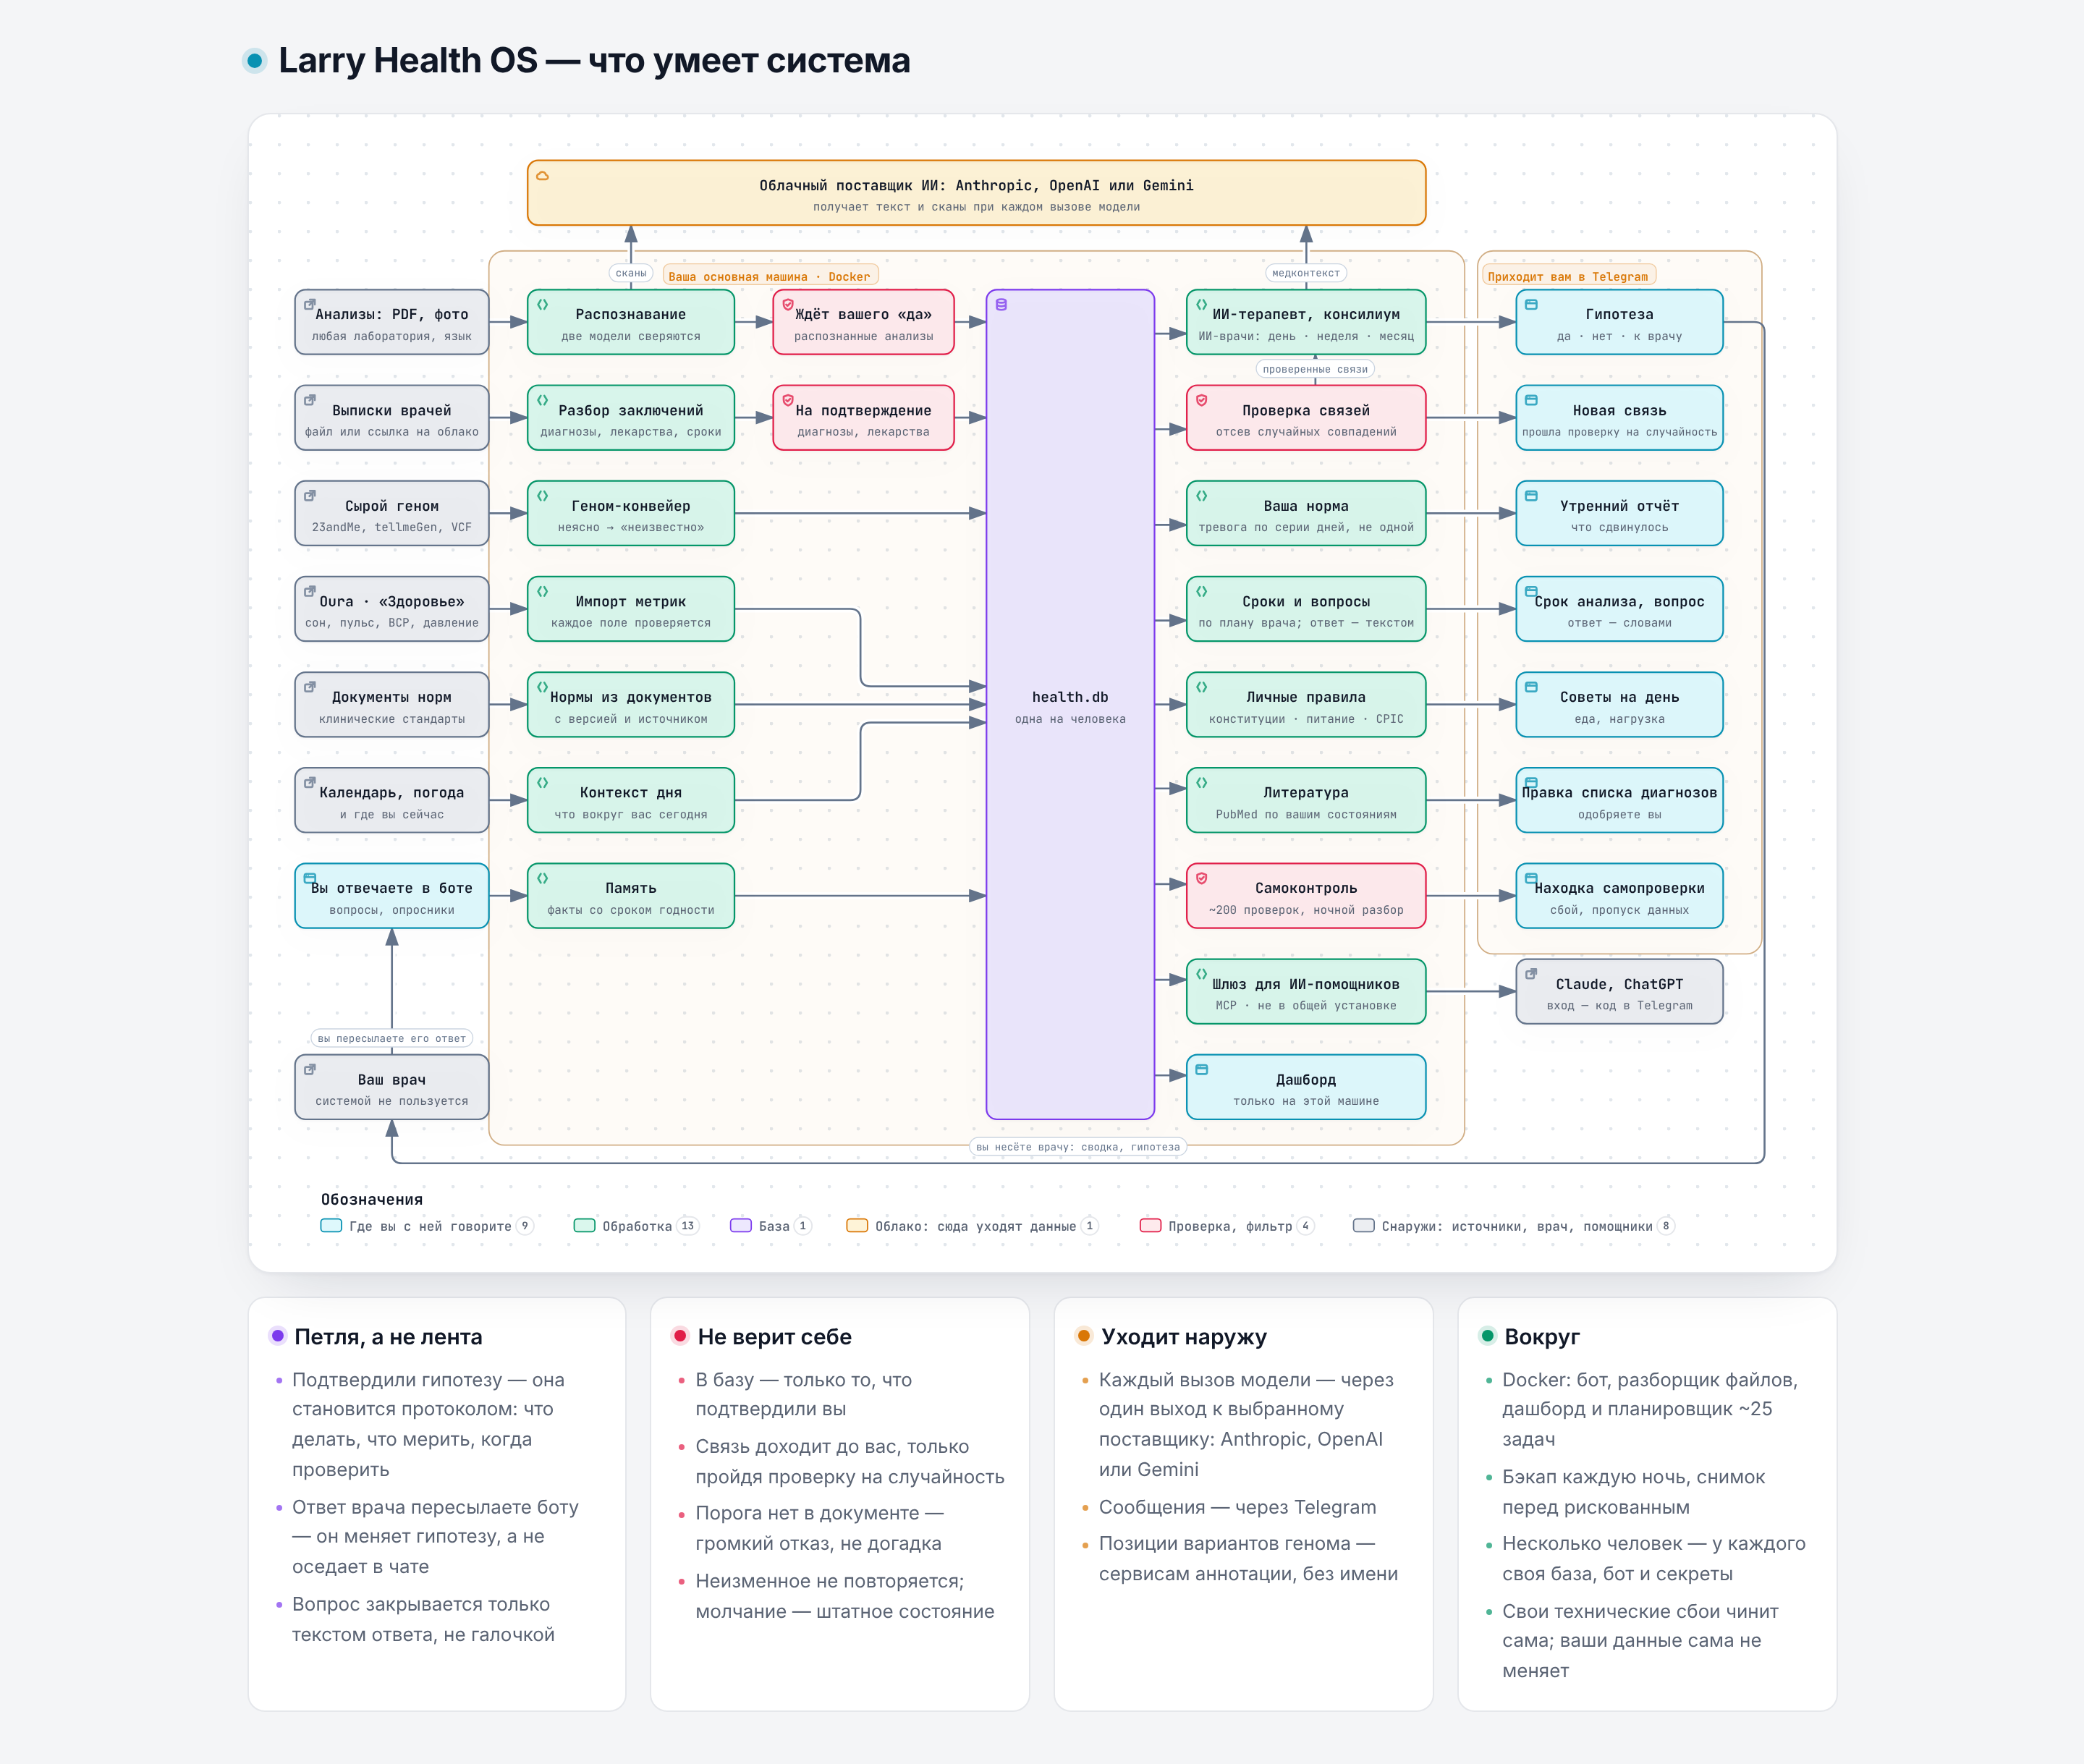 Larry Health OS — что умеет система
Облачный поставщик ИИ: Anthropic, OpenAI или Gemini
получает текст и сканы при каждом вызове модели
сканы
Ваша основная машина · Docker
медконтекст
Приходит вам в Telegram
Анализы: PDF, фото
любая лаборатория, язык
Распознавание
две модели сверяются
Ждёт вашего «да»
распознанные анализы
ИИ-терапевт, консилиум
ИИ-врачи: день · неделя · месяц
Гипотеза
да · нет · к врачу
проверенные связи
Выписки врачей
файл или ссылка на облако
Разбор заключений
диагнозы, лекарства, сроки
На подтверждение
диагнозы, лекарства
Проверка связей
отсев случайных совпадений
Новая связь
прошла проверку на случайность
Сырой геном
23andMe, tellmeGen, VCF
Геном-конвейер
неясно → «неизвестно»
Ваша норма
тревога по серии дней, не одной
Утренний отчёт
что сдвинулось
Oura · «Здоровье»
сон, пульс, ВСР, давление
Импорт метрик
каждое поле проверяется
Сроки и вопросы
по плану врача; ответ — текстом
Срок анализа, вопрос
ответ — словами
Документы норм
клинические стандарты
Нормы из документов
с версией и источником
health.db
одна на человека
Личные правила
конституции · питание · CPIC
Советы на день
еда, нагрузка
Календарь, погода
и где вы сейчас
Контекст дня
что вокруг вас сегодня
Литература
PubMed по вашим состояниям
Правка списка диагнозов
одобряете вы
Вы отвечаете в боте
вопросы, опросники
Память
факты со сроком годности
Самоконтроль
~200 проверок, ночной разбор
Находка самопроверки
сбой, пропуск данных
Шлюз для ИИ-помощников
MCP · не в общей установке
Claude, ChatGPT
вход — код в Telegram
вы пересылаете его ответ
Ваш врач
системой не пользуется
Дашборд
только на этой машине
вы несёте врачу: сводка, гипотеза
Обозначения
Где вы с ней говорите 9
Обработка 13
База 1
Облако: сюда уходят данные 1
Проверка, фильтр 4
Снаружи: источники, врач, помощники 8
Петля, а не лента
Подтвердили гипотезу — она
становится протоколом: что
делать, что мерить, когда
проверить
Ответ врача пересылаете боту
— он меняет гипотезу, а не
оседает в чате
Вопрос закрывается только
текстом ответа, не галочкой
Не верит себе
В базу — только то, что
подтвердили вы
Связь доходит до вас, только
пройдя проверку на случайность
Порога нет в документе —
громкий отказ, не догадка
Неизменное не повторяется;
молчание — штатное состояние
Уходит наружу
Каждый вызов модели — через
один выход к выбранному
поставщику: Anthropic, OpenAI
или Gemini
Сообщения — через Telegram
Позиции вариантов генома —
сервисам аннотации, без имени
Вокруг
Docker: бот, разборщик файлов,
дашборд и планировщик ~25
задач
Бэкап каждую ночь, снимок
перед рискованным
Несколько человек — у каждого
своя база, бот и секреты
Свои технические сбои чинит
сама; ваши данные сама не
меняет